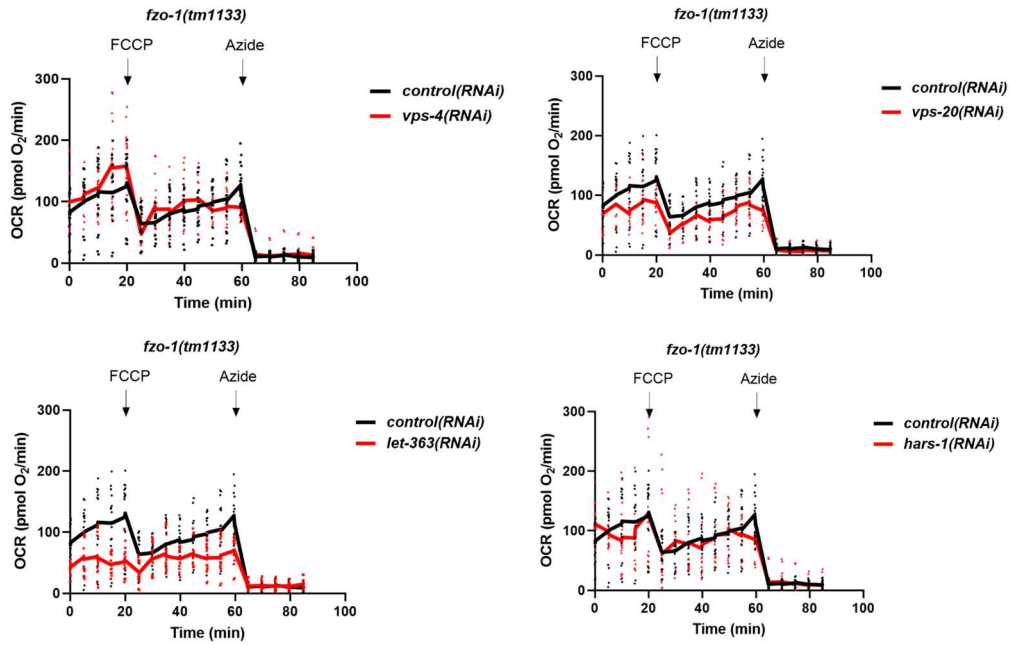 fzo-1(tm1133)
FCCP
Azide
OCR (pmol O₂/min)
300
200
100
0
0
20
40
60
80
100
Time (min)
control(RNAi)
vps-4(RNAi)
fzo-1(tm1133)
FCCP
Azide
OCR (pmol O₂/min)
300
200
100
0
0
20
40
60
80
100
Time (min)
control(RNAi)
vps-20(RNAi)
fzo-1(tm1133)
FCCP
Azide
OCR (pmol O₂/min)
300
200
100
0
0
20
40
60
80
100
Time (min)
control(RNAi)
let-363(RNAi)
fzo-1(tm1133)
FCCP
Azide
OCR (pmol O₂/min)
300
200
100
0
0
20
40
60
80
100
Time (min)
control(RNAi)
hars-1(RNAi)